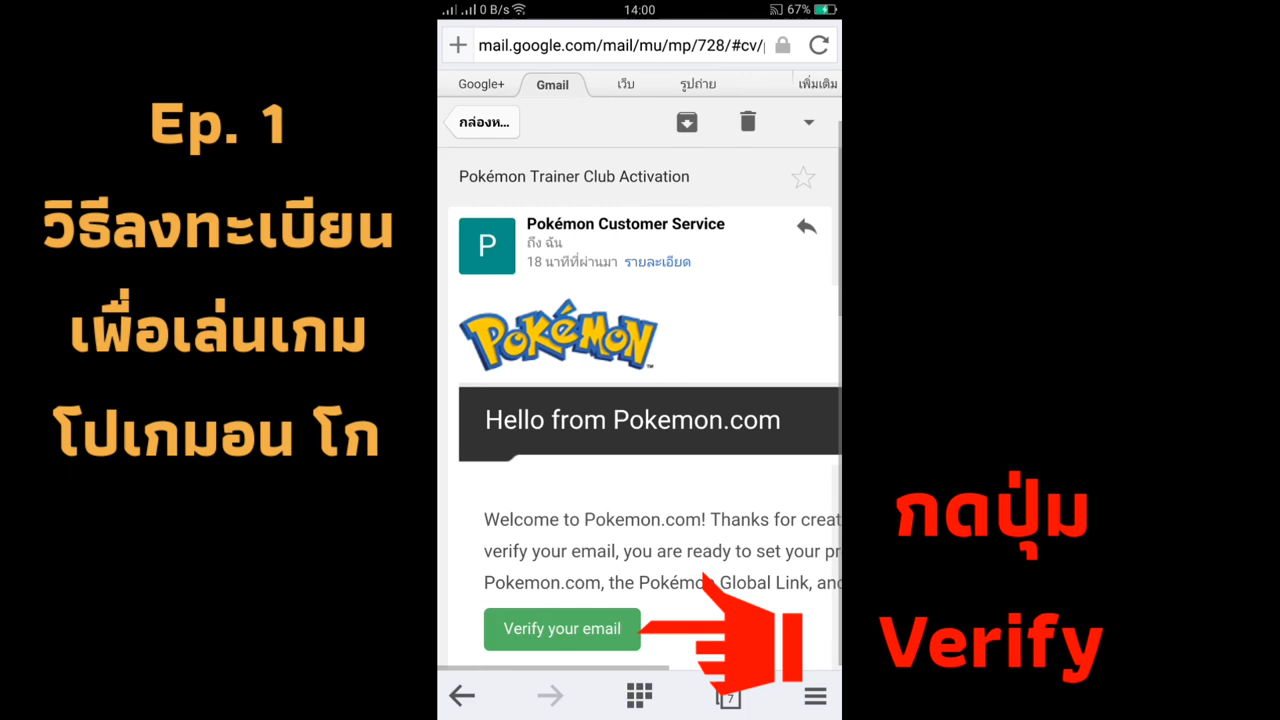 Ep. 1
วิธีลงทะเบียน
เพื่อเล่นเกม
โปเกมอน โก
0 B/s
14:00
67%
mail.google.com/mail/mu/mp/728/#cv/
Google+
Gmail
เว็บ
รูปถ่าย
เพิ่มเติม
กล่องห...
Pokémon Trainer Club Activation
P
Pokémon Customer Service
ถึง ฉัน
18 นาทีที่ผ่านมา รายละเอียด
POKéMON
TM
Hello from Pokemon.com
Welcome to Pokemon.com! Thanks for creat
verify your email, you are ready to set your pr
Pokemon.com, the Pokémo Global Link, an
Verify your email
7
กดปุ่ม
Verify